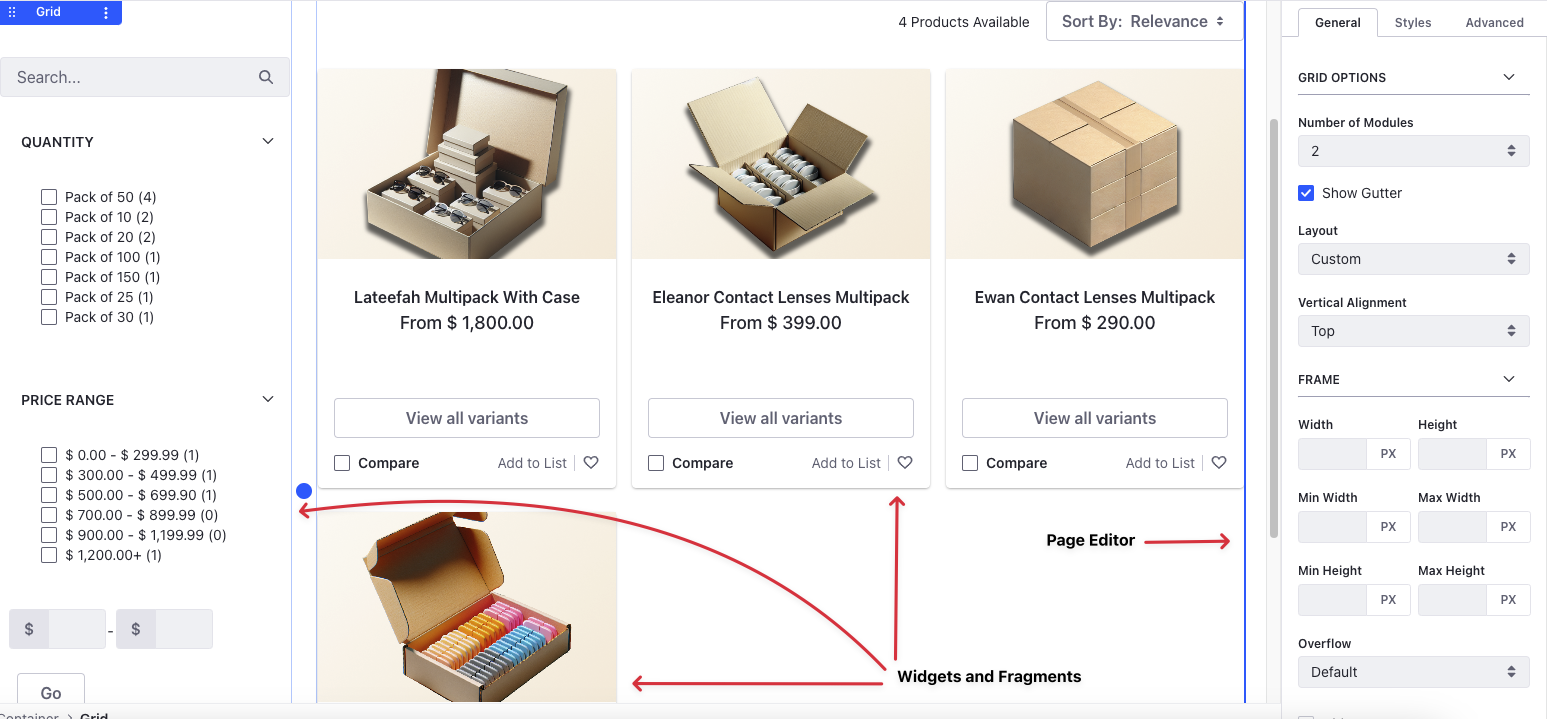 Grid
Search...
QUANTITY
Pack of 50 (4)
Pack of 10 (2)
Pack of 20 (2)
Pack of 100 (1)
Pack of 150 (1)
Pack of 25 (1)
Pack of 30 (1)
PRICE RANGE
$ 0.00 - $ 299.99 (1)
$ 300.00 - $ 499.99 (1)
$ 500.00 - $ 699.90 (1)
$ 700.00 - $ 899.99 (0)
$ 900.00 - $ 1,199.99 (0)
$ 1,200.00+ (1)
$ - $
Go
4 Products Available
Sort By: Relevance
Lateefah Multipack With Case
From $ 1,800.00
View all variants
Compare Add to List
Eleanor Contact Lenses Multipack
From $ 399.00
View all variants
Compare Add to List
Ewan Contact Lenses Multipack
From $ 290.00
View all variants
Compare Add to List
Page Editor
Widgets and Fragments
General Styles Advanced
GRID OPTIONS
Number of Modules
2
Show Gutter
Layout
Custom
Vertical Alignment
Top
FRAME
Width Height
PX PX
Min Width Max Width
PX PX
Min Height Max Height
PX PX
Overflow
Default
Container > Grid